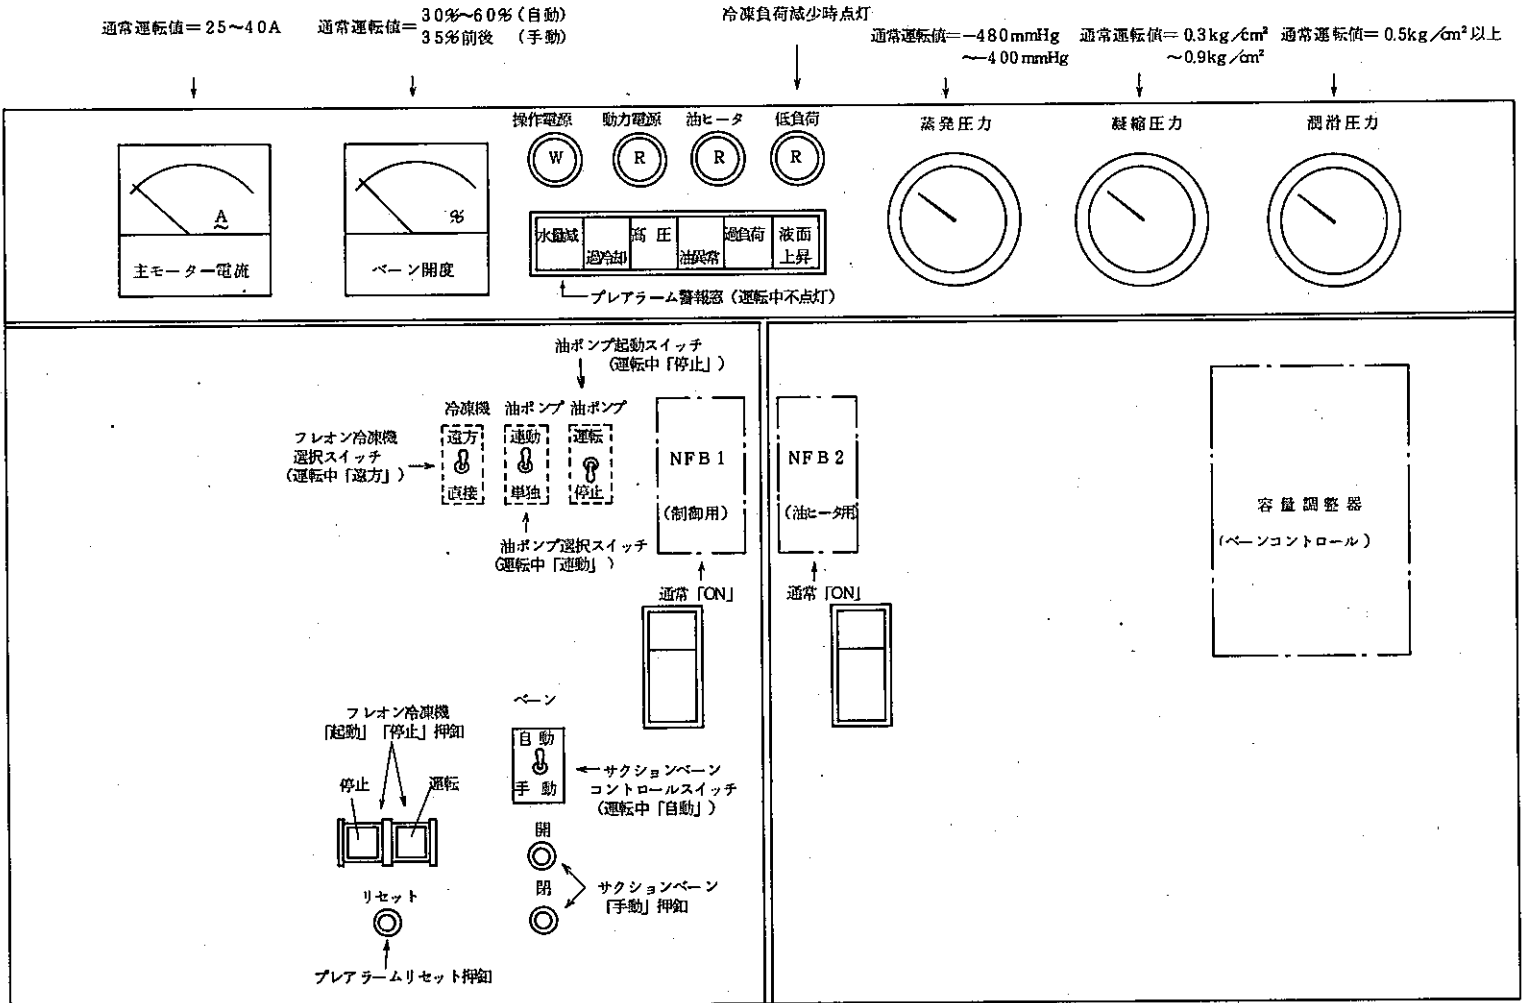 通常運転値=25～40A
通常運転値=30%～60%(自動)
35%前後 (手動)
冷凍負荷減少時点灯
通常運転値=-480mmHg
～-400mmHg
通常運転値=0.3kg/cm²
～0.9kg/cm²
通常運転値=0.5kg/cm²以上
操作電源
動力電源
油ヒータ
低負荷
W
R
R
R
蒸発圧力
凝縮圧力
潤滑圧力
A
主モーター電流
%
ベーン開度
水量減
過冷却
高 圧
油異常
過負荷
液面
上昇
プレアラーム警報窓(運転中不点灯)
油ポンプ起動スイッチ
(運転中「停止」)
冷凍機
油ポンプ
油ポンプ
遠方
直接
連動
単独
運転
停止
フレオン冷凍機
選択スイッチ
(運転中「遠方」)
油ポンプ選択スイッチ
(運転中「連動」)
NFB1
(制御用)
通常「ON」
NFB2
(油ヒータ用)
通常「ON」
容量調整器
(ベーンコントロール)
フレオン冷凍機
「起動」「停止」押釦
停止
運転
リセット
プレアラームリセット押釦
ベーン
自動
手動
サクションベーン
コントロールスイッチ
(運転中「自動」)
開
閉
サクションベーン
「手動」押釦